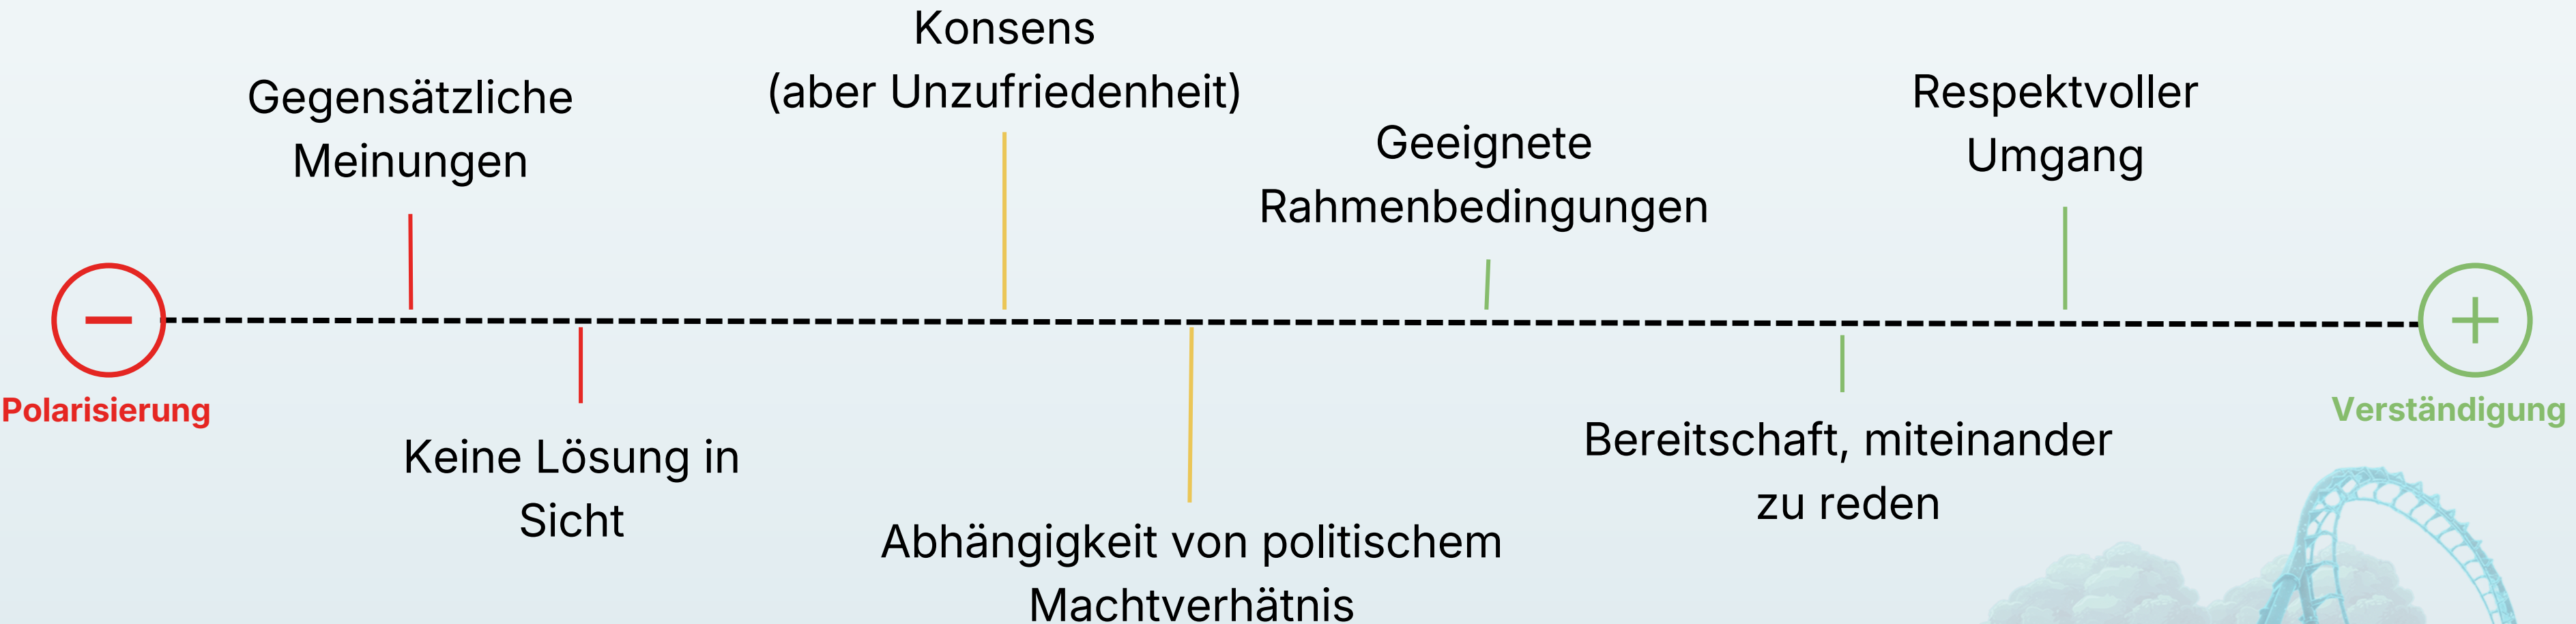 Konsens
(aber Unzufriedenheit)
Gegensätzliche
Meinungen
Geeignete
Rahmenbedingungen
Respektvoller
Umgang
Polarisierung
Verständigung
Keine Lösung in
Sicht
Abhängigkeit von politischem
Machtverhätnis
Bereitschaft, miteinander
zu reden